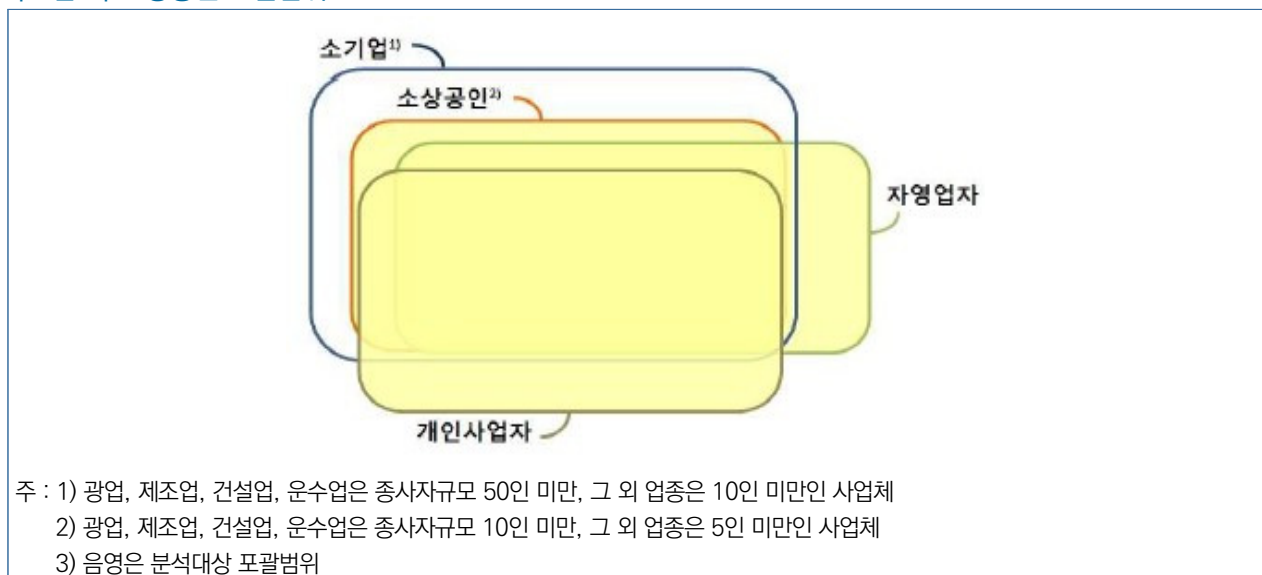 소기업1)
소상공인2)
자영업자
개인사업자
주 : 1) 광업, 제조업, 건설업, 운수업은 종사자규모 50인 미만, 그 외 업종은 10인 미만인 사업체
2) 광업, 제조업, 건설업, 운수업은 종사자규모 10인 미만, 그 외 업종은 5인 미만인 사업체
3) 음영은 분석대상 포괄범위